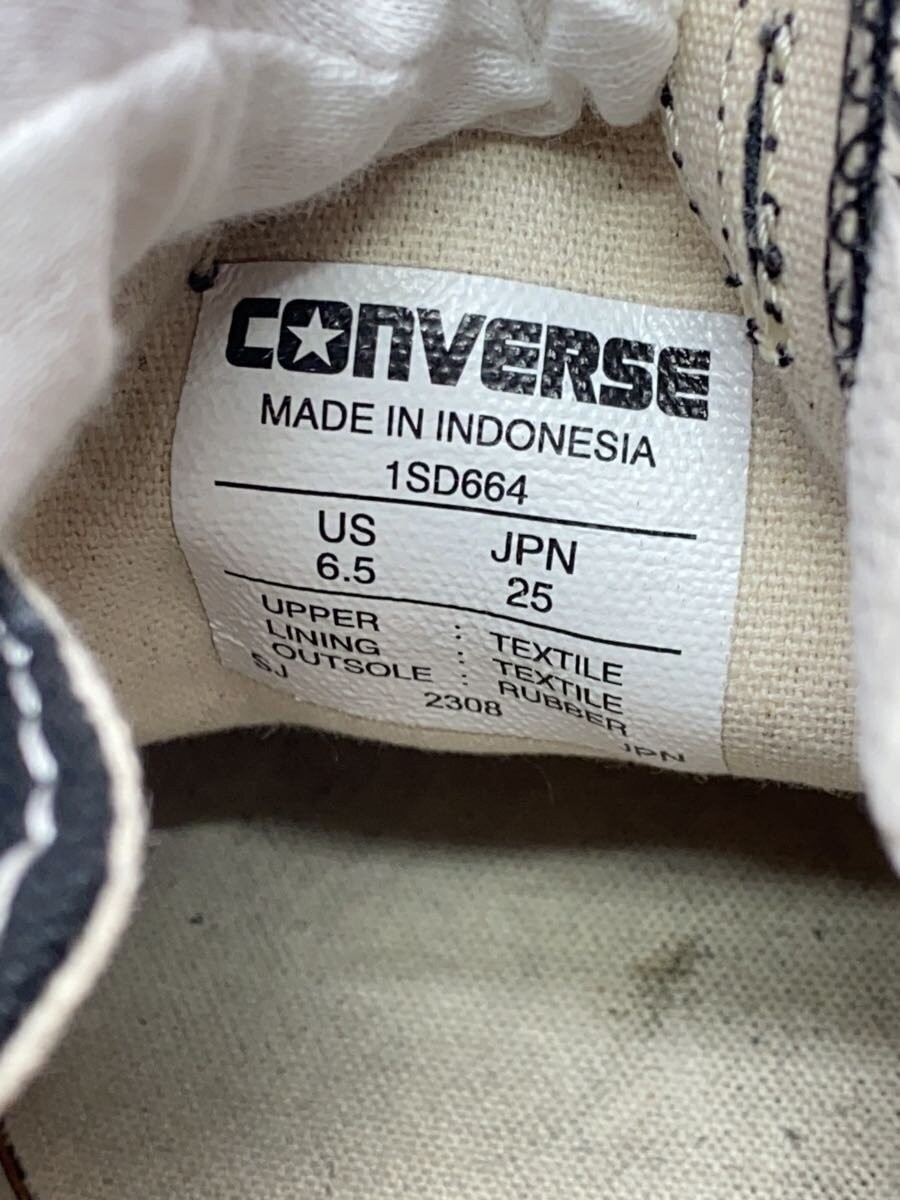 CONVERSE
MADE IN INDONESIA
1SD664
US JPN
6.5 25
UPPER : TEXTILE
LINING : TEXTILE
OUTSOLE : RUBBER
SJ 2308 JPN